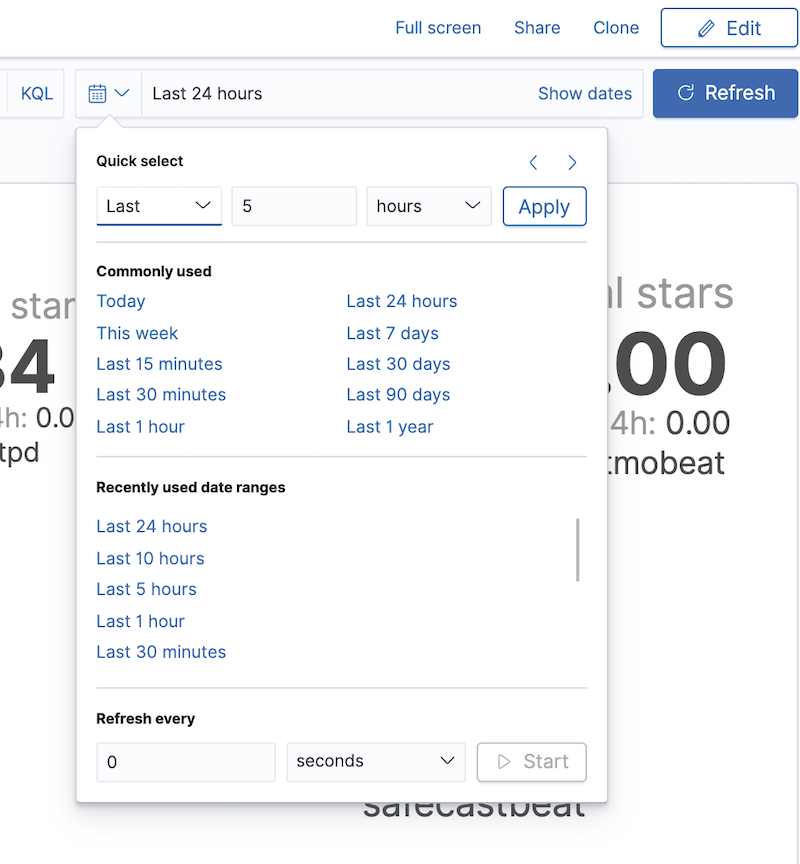 Full screen Share Clone Edit
KQL Last 24 hours Show dates Refresh
Quick select
Last 5 hours Apply
Commonly used
Today Last 24 hours
This week Last 7 days
Last 15 minutes Last 30 days
Last 30 minutes Last 90 days
Last 1 hour Last 1 year
Recently used date ranges
Last 24 hours
Last 10 hours
Last 5 hours
Last 1 hour
Last 30 minutes
Refresh every
0 seconds Start
star
34
4h: 0.0
tpd
l stars
.00
4h: 0.00
tmobeat
safecastbeat